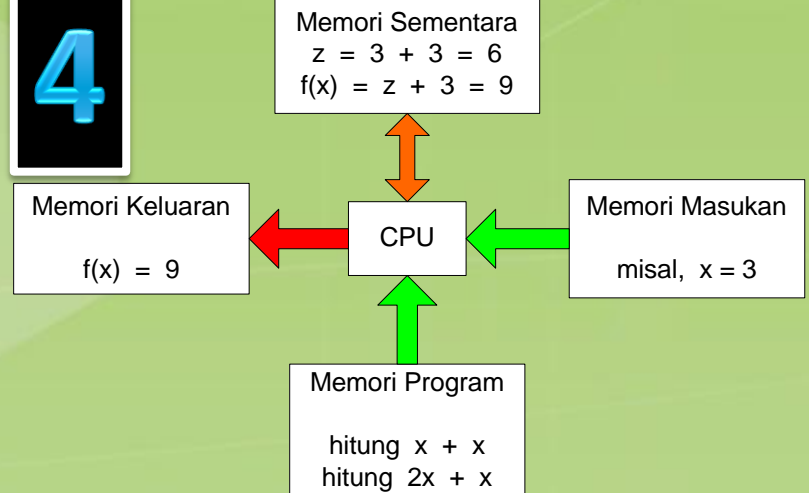 4
Memori Sementara
z = 3 + 3 = 6
f(x) = z + 3 = 9
Memori Keluaran
f(x) = 9
CPU
Memori Masukan
misal, x = 3
Memori Program
hitung x + x
hitung 2x + x